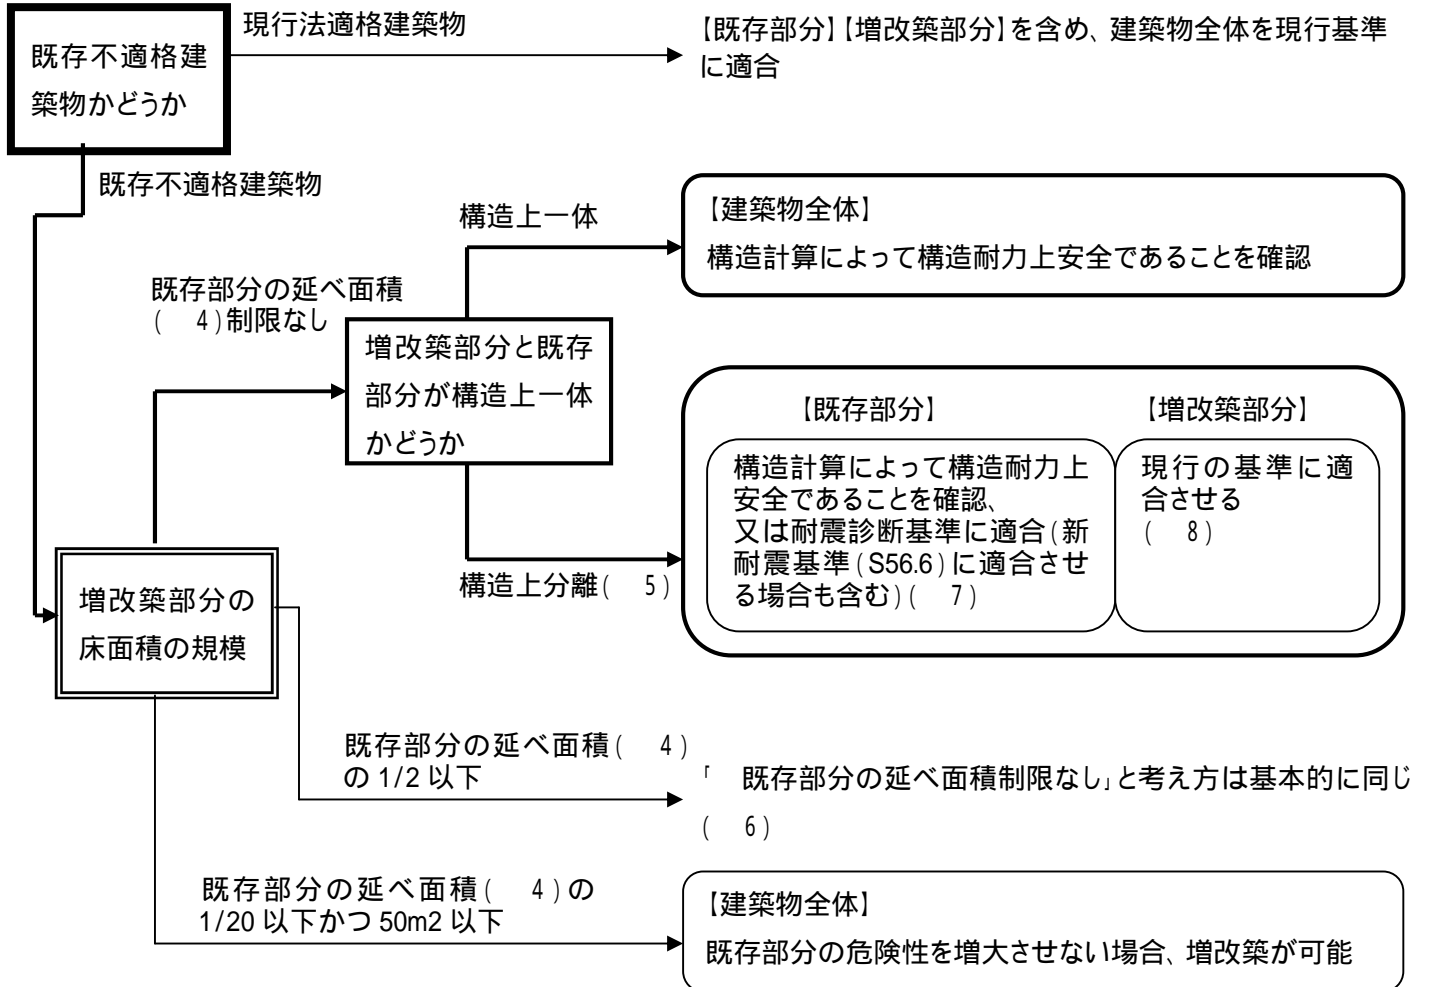 現行法適格建築物
既存不適格建
築物かどうか
【既存部分】【増改築部分】を含め、建築物全体を現行基準
に適合
既存不適格建築物
構造上一体
【建築物全体】
構造計算によって構造耐力上安全であることを確認
既存部分の延べ面積
(　4)制限なし
増改築部分と既存
部分が構造上一体
かどうか
【既存部分】
【増改築部分】
構造計算によって構造耐力上
安全であることを確認、
又は耐震診断基準に適合(新
耐震基準(S56.6)に適合させ
る場合も含む)(　7)
現行の基準に適
合させる
(　8)
構造上分離(　5)
増改築部分の
床面積の規模
既存部分の延べ面積(　4)
の 1/2 以下
「　既存部分の延べ面積制限なし」と考え方は基本的に同じ
(　6)
既存部分の延べ面積(　4)の
1/20 以下かつ 50m2 以下
【建築物全体】
既存部分の危険性を増大させない場合、増改築が可能